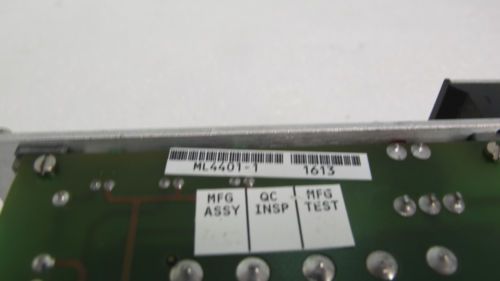 ML4401-1 1613
MFG ASSY
QC INSP
MFG TEST